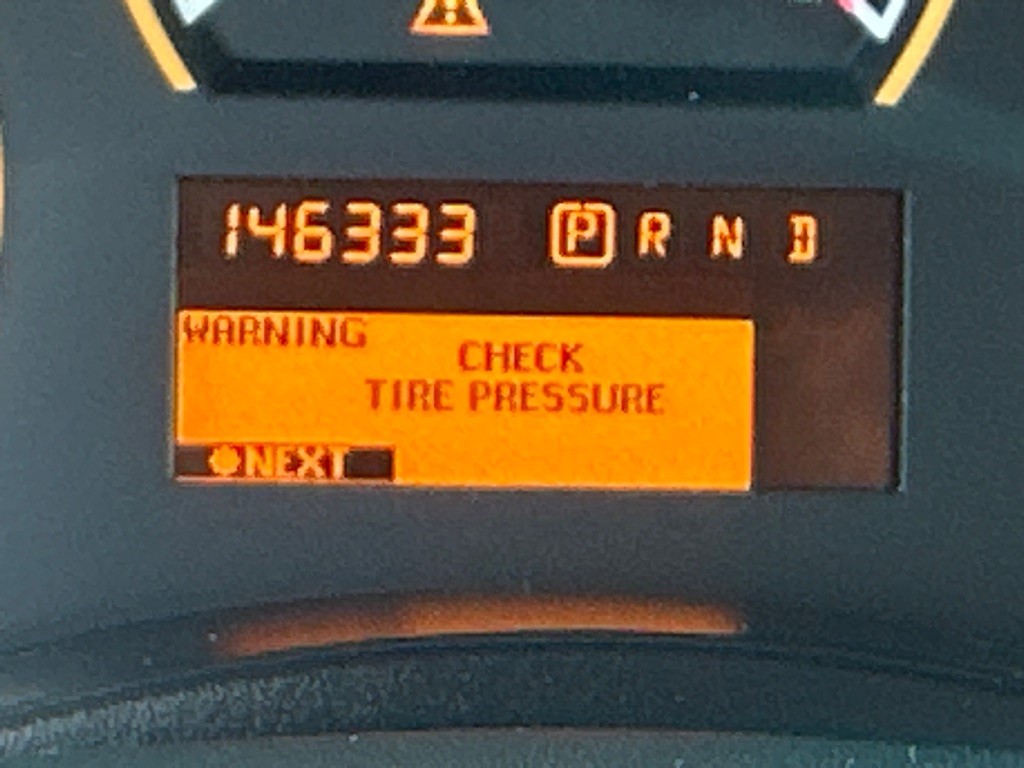 146333 P R N D
WARNING
CHECK
TIRE PRESSURE
NEXT